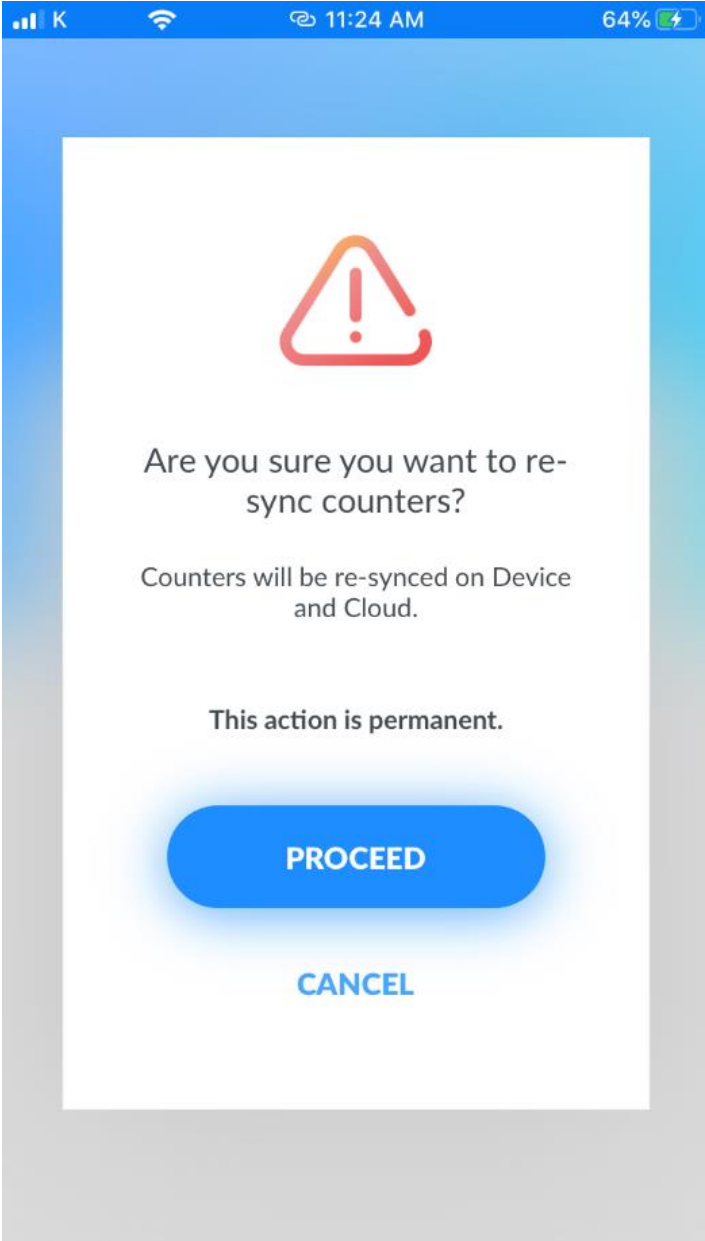 K 11:24 AM 64%
Are you sure you want to re-
sync counters?
Counters will be re-synced on Device
and Cloud.
This action is permanent.
PROCEED
CANCEL